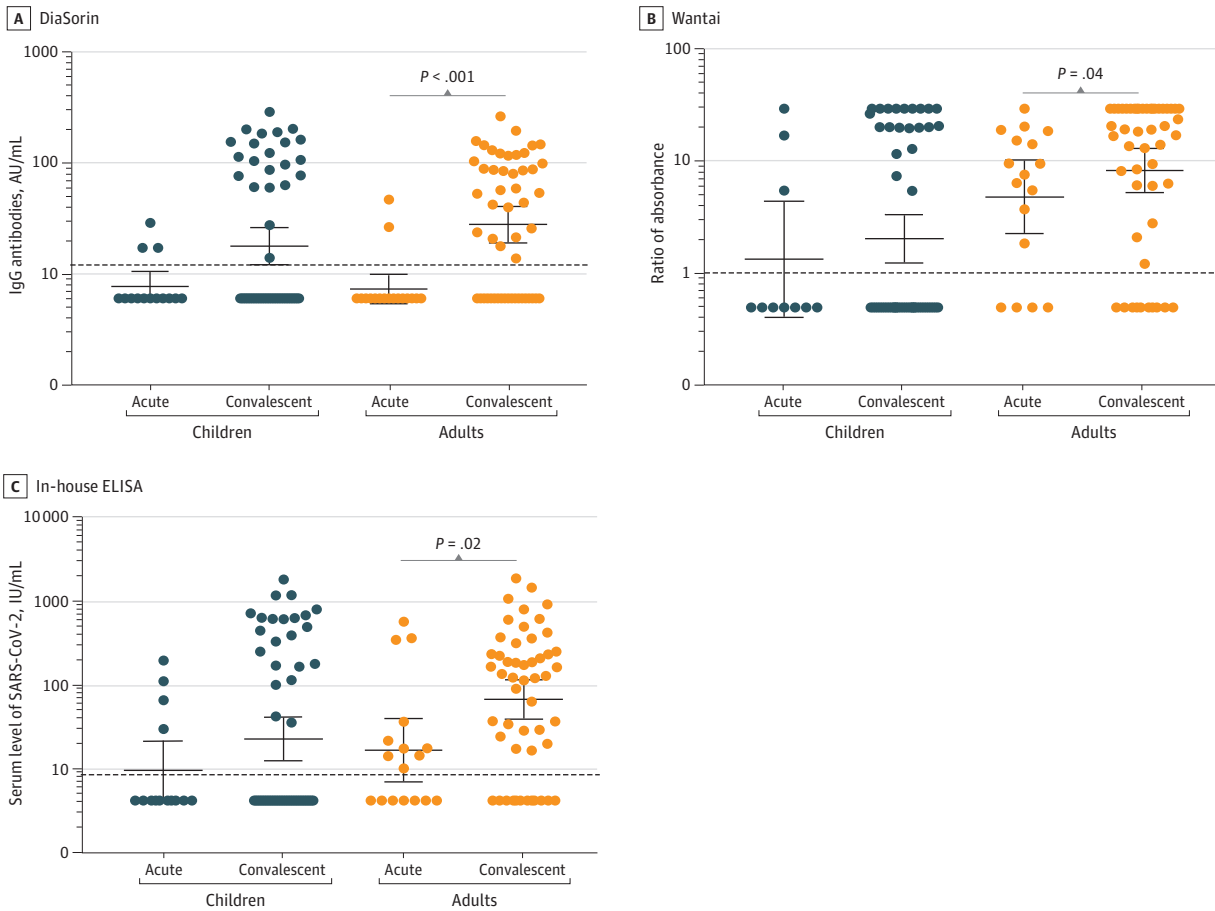 A DiaSorin
IgG antibodies, AU/mL
1000
100
10
0
P < .001
Acute Convalescent Acute Convalescent
Children Adults
B Wantai
Ratio of absorbance
100
10
1
0
P = .04
Acute Convalescent Acute Convalescent
Children Adults
C In-house ELISA
Serum level of SARS-CoV-2, IU/mL
10 000
1000
100
10
0
P = .02
Acute Convalescent Acute Convalescent
Children Adults